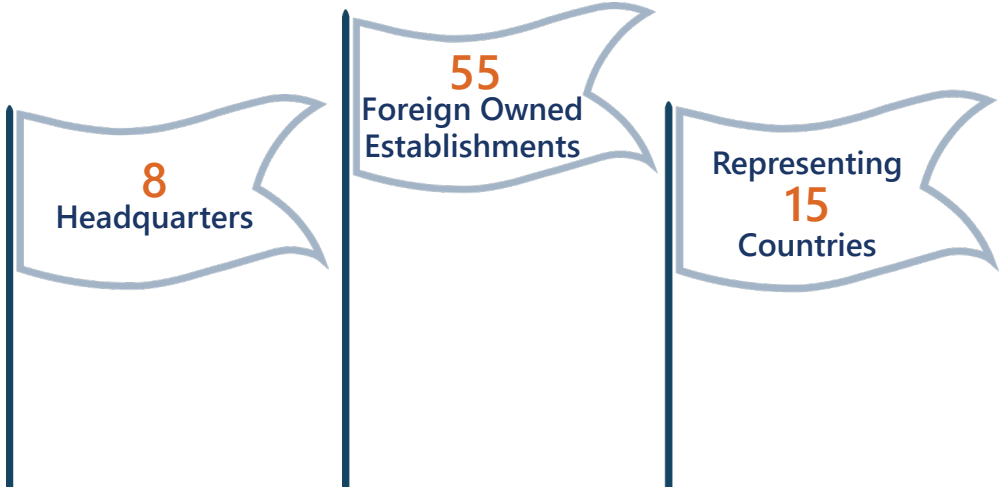 8
Headquarters
55
Foreign Owned
Establishments
Representing
15
Countries